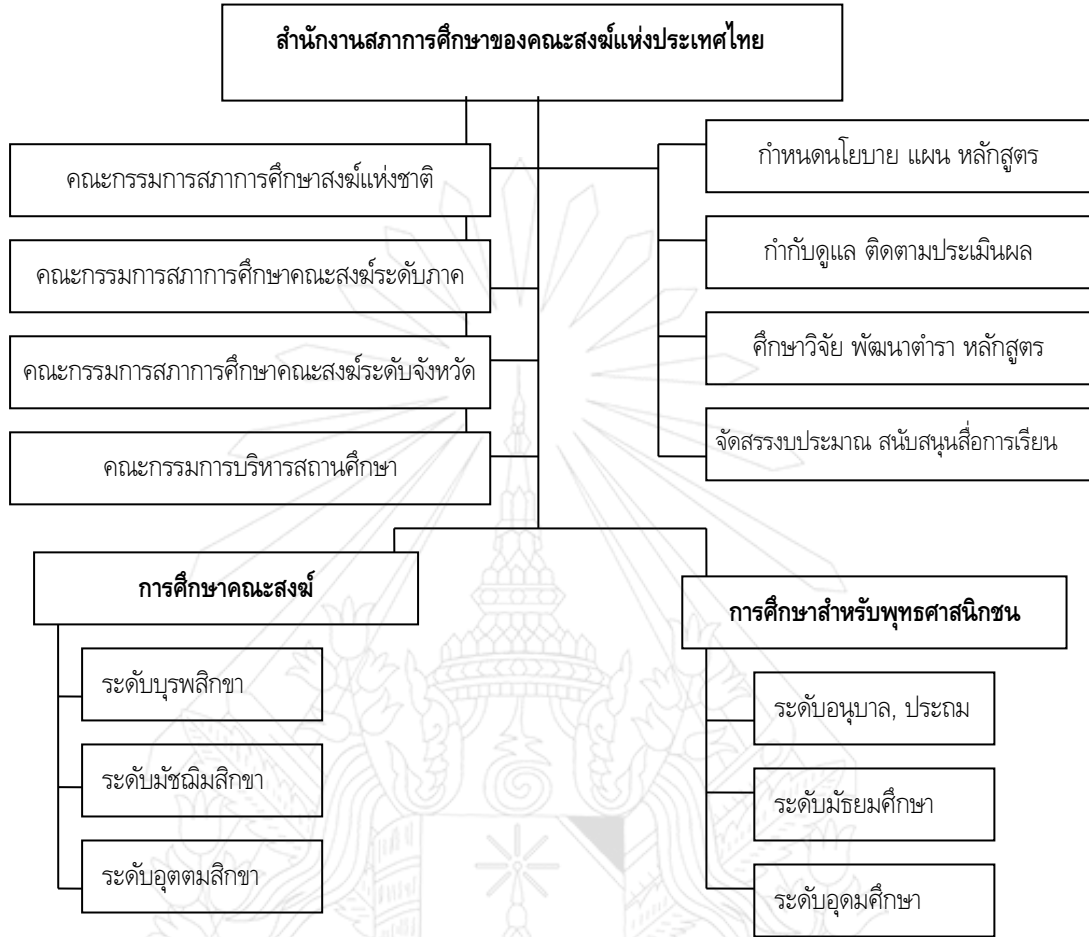 สำนักงานสภาการศึกษาของคณะสงฆ์แห่งประเทศไทย
คณะกรรมการสภาการศึกษาสงฆ์แห่งชาติ
คณะกรรมการสภาการศึกษาคณะสงฆ์ระดับภาค
คณะกรรมการสภาการศึกษาคณะสงฆ์ระดับจังหวัด
คณะกรรมการบริหารสถานศึกษา
กำหนดนโยบาย แผน หลักสูตร
กำกับดูแล ติดตามประเมินผล
ศึกษาวิจัย พัฒนาตำรา หลักสูตร
จัดสรรงบประมาณ สนับสนุนสื่อการเรียน
การศึกษาคณะสงฆ์
ระดับบุรพสิกขา
ระดับมัชฌิมสิกขา
ระดับอุตตมสิกขา
การศึกษาสำหรับพุทธศาสนิกชน
ระดับอนุบาล, ประถม
ระดับมัธยมศึกษา
ระดับอุดมศึกษา